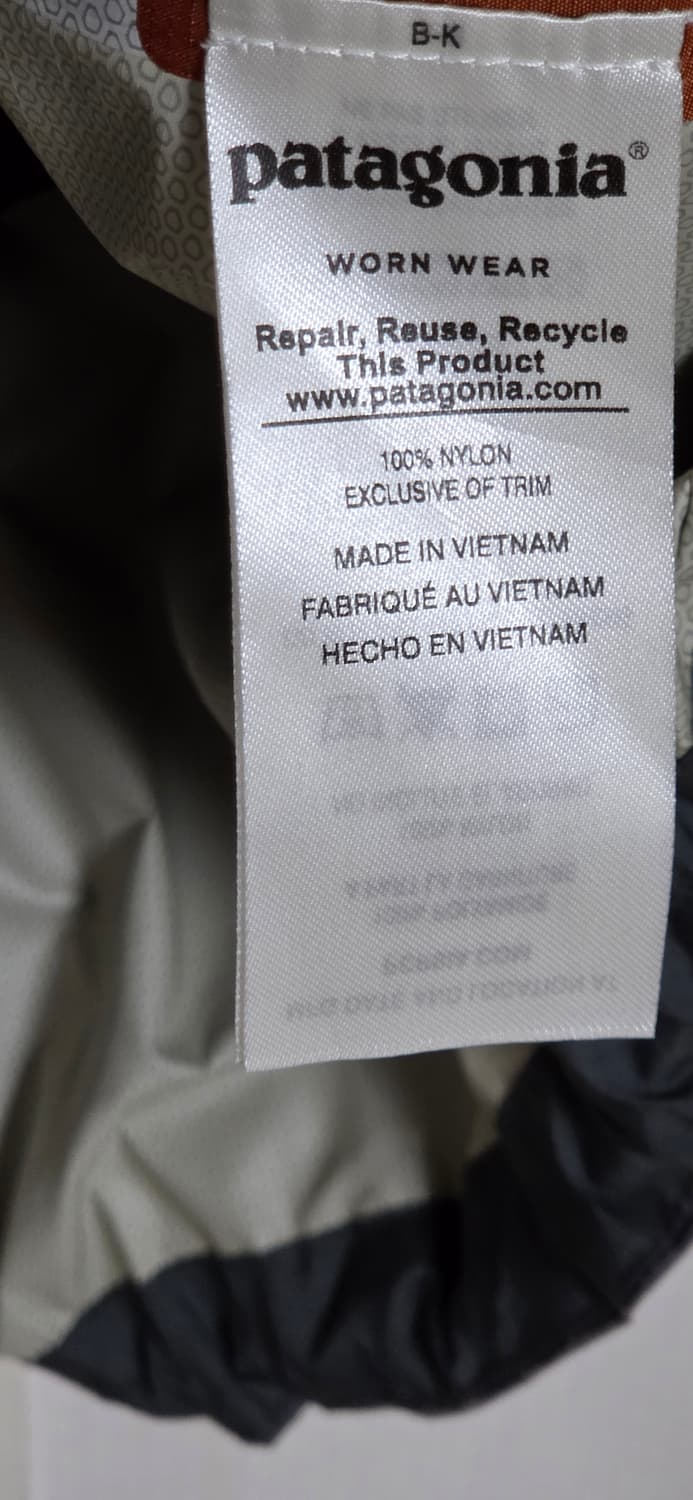 B-K
patagonia®
WORN WEAR
Repair, Reuse, Recycle
This Product
www.patagonia.com
100% NYLON
EXCLUSIVE OF TRIM
MADE IN VIETNAM
FABRIQUÉ AU VIETNAM
HECHO EN VIETNAM